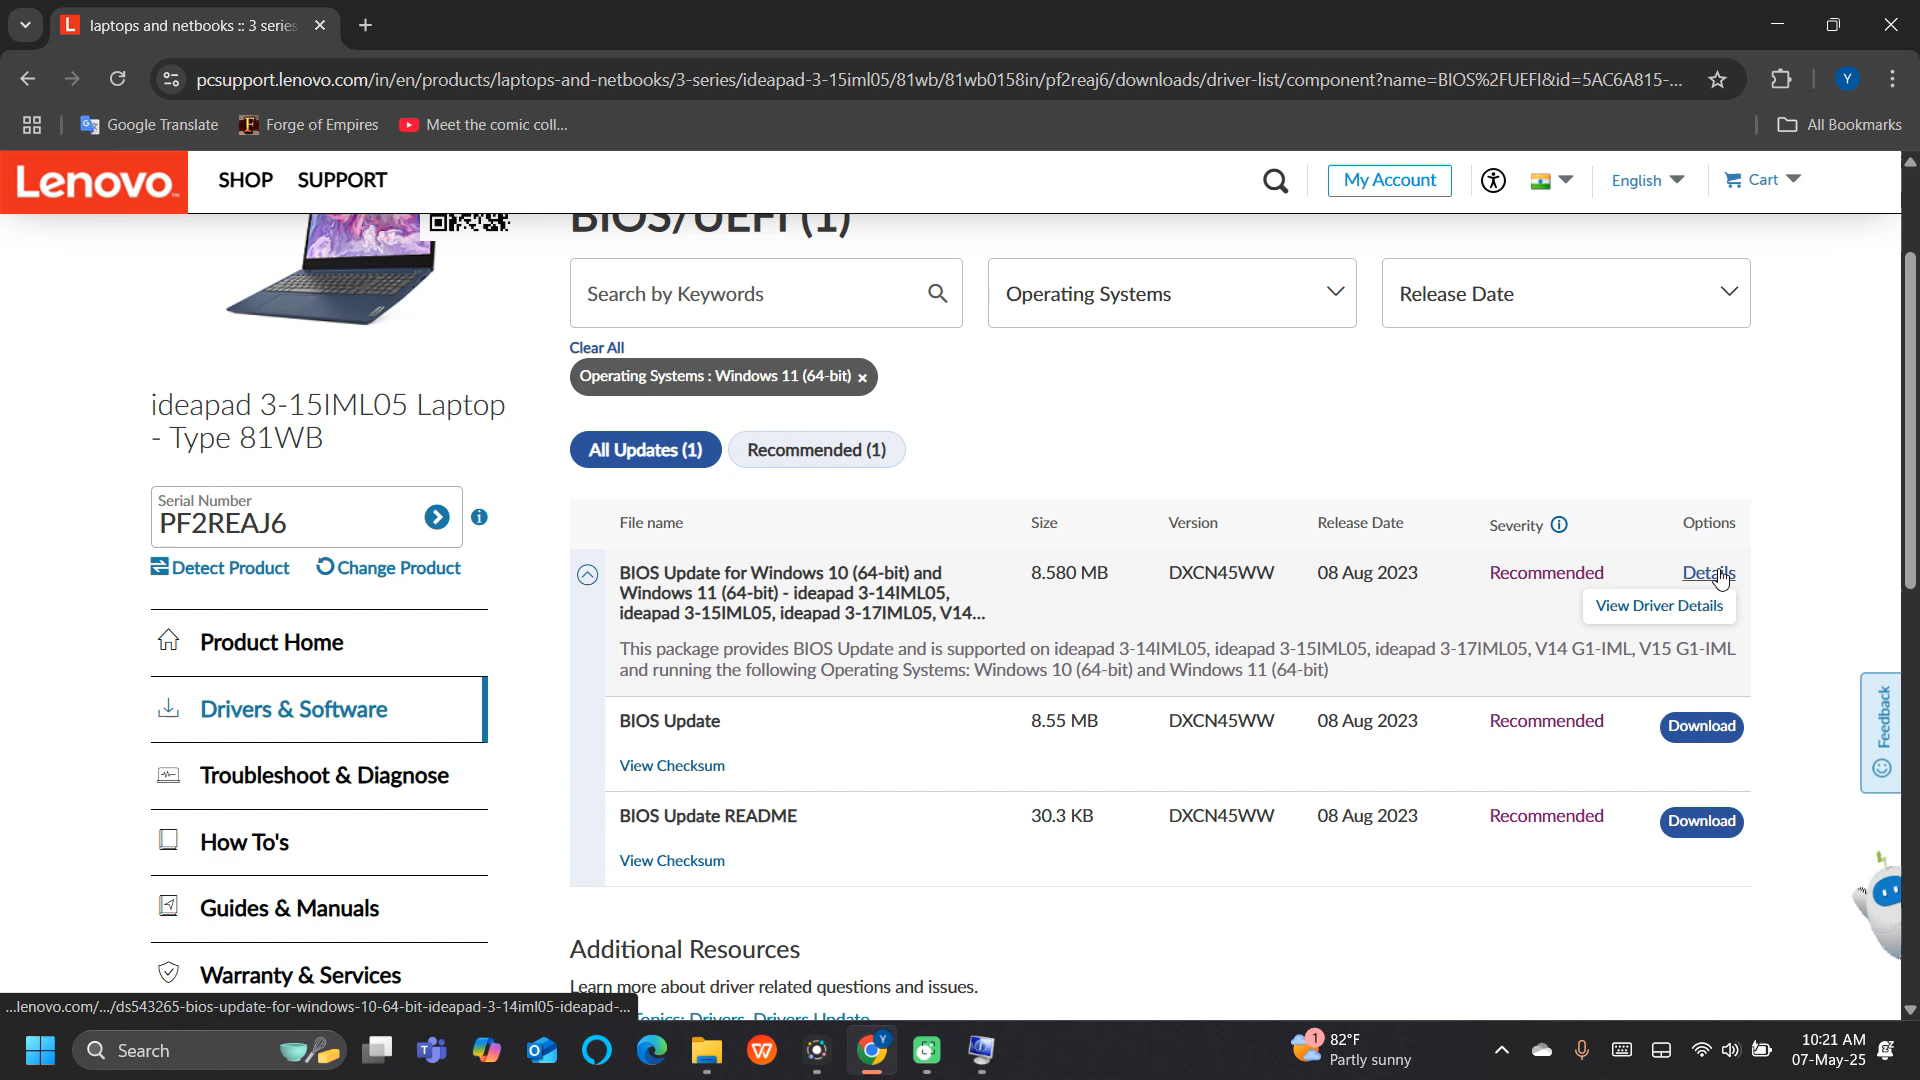 laptops and netbooks :: 3 series
pcsupport.lenovo.com/in/en/products/laptops-and-netbooks/3-series/ideapad-3-15iml05/81wb/81wb0158in/pf2reaj6/downloads/driver-list/component?name=BIOS%2FUEFI&id=5AC6A815-...
Y
Google Translate
Forge of Empires
Meet the comic coll...
All Bookmarks
Lenovo
SHOP
SUPPORT
My Account
English
Cart
BIOS/UEFI (1)
Search by Keywords
Operating Systems
Release Date
Clear All
Operating Systems : Windows 11 (64-bit) ×
ideapad 3-15IML05 Laptop
- Type 81WB
All Updates (1)
Recommended (1)
Serial Number
PF2REAJ6
Detect Product
Change Product
File name
Size
Version
Release Date
Severity
Options
BIOS Update for Windows 10 (64-bit) and
Windows 11 (64-bit) - ideapad 3-14IML05,
ideapad 3-15IML05, ideapad 3-17IML05, V14...
8.580 MB
DXCN45WW
08 Aug 2023
Recommended
Details
View Driver Details
This package provides BIOS Update and is supported on ideapad 3-14IML05, ideapad 3-15IML05, ideapad 3-17IML05, V14 G1-IML, V15 G1-IML
and running the following Operating Systems: Windows 10 (64-bit) and Windows 11 (64-bit)
BIOS Update
8.55 MB
DXCN45WW
08 Aug 2023
Recommended
Download
View Checksum
BIOS Update README
30.3 KB
DXCN45WW
08 Aug 2023
Recommended
Download
View Checksum
Product Home
Drivers & Software
Troubleshoot & Diagnose
How To's
Guides & Manuals
Warranty & Services
Feedback
Additional Resources
Learn more about driver related questions and issues.
Topics: Drivers, Drivers Update
...lenovo.com/.../ds543265-bios-update-for-windows-10-64-bit-ideapad-3-14iml05-ideapad-...
Search
1
82°F
Partly sunny
10:21 AM
07-May-25